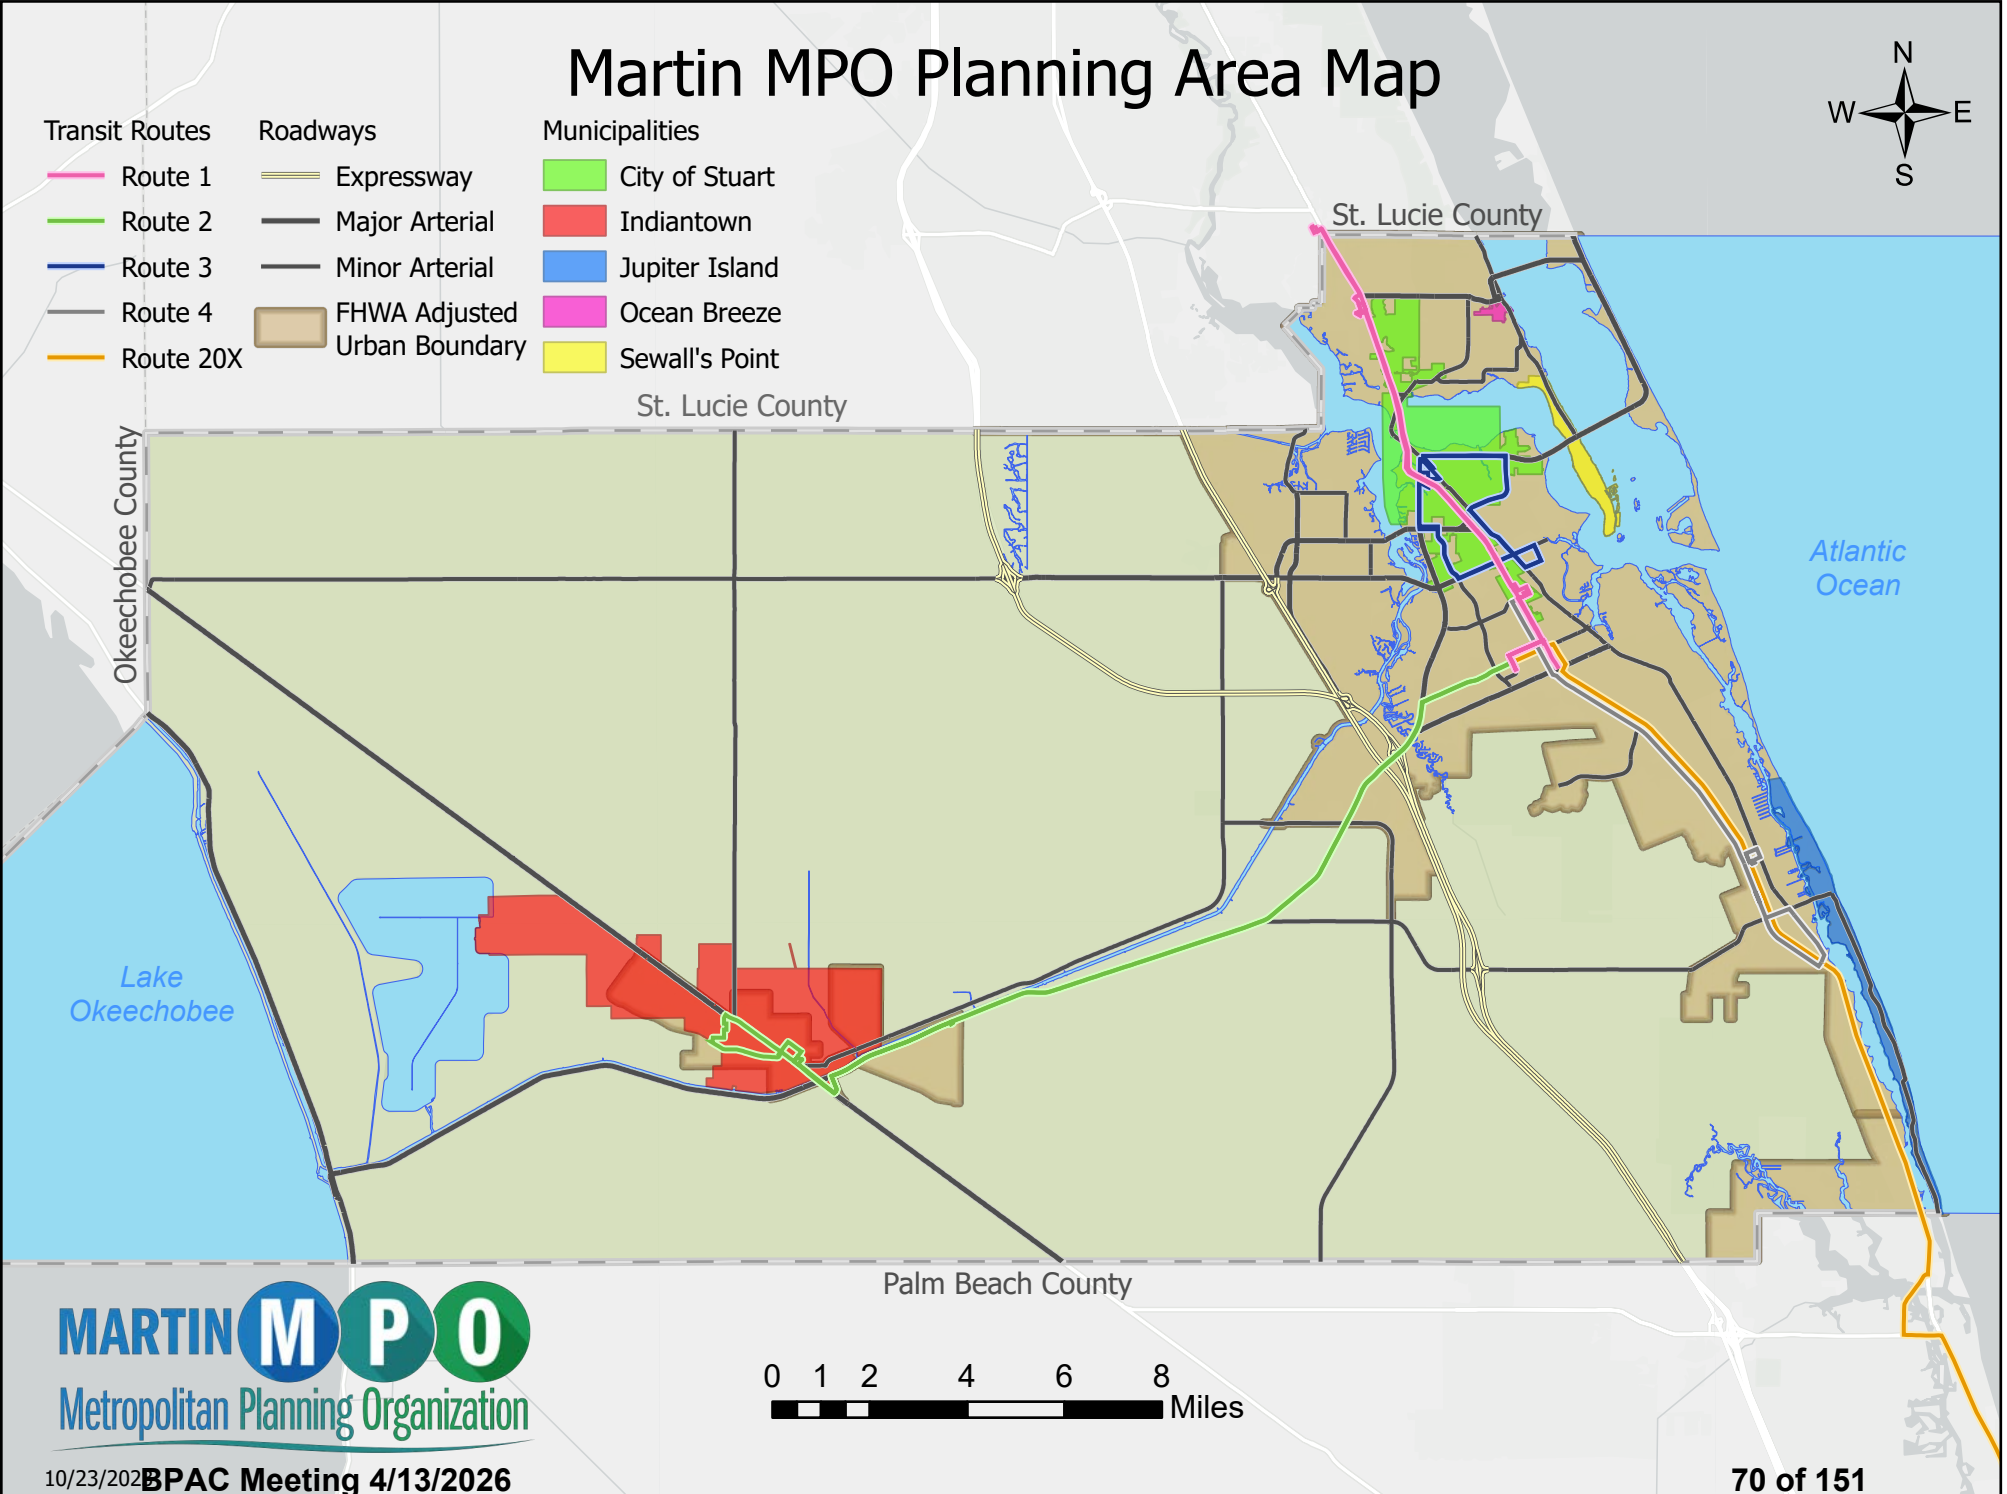 Martin MPO Planning Area Map
N
W E
S
Transit Routes
Route 1
Route 2
Route 3
Route 4
Route 20X
Roadways
Expressway
Major Arterial
Minor Arterial
FHWA Adjusted
Urban Boundary
Municipalities
City of Stuart
Indiantown
Jupiter Island
Ocean Breeze
Sewall's Point
St. Lucie County
St. Lucie County
Okeechobee County
Atlantic
Ocean
Lake
Okeechobee
Palm Beach County
MARTIN MPO
Metropolitan Planning Organization
0 1 2 4 6 8
Miles
BPAC Meeting 4/13/2026
70 of 151